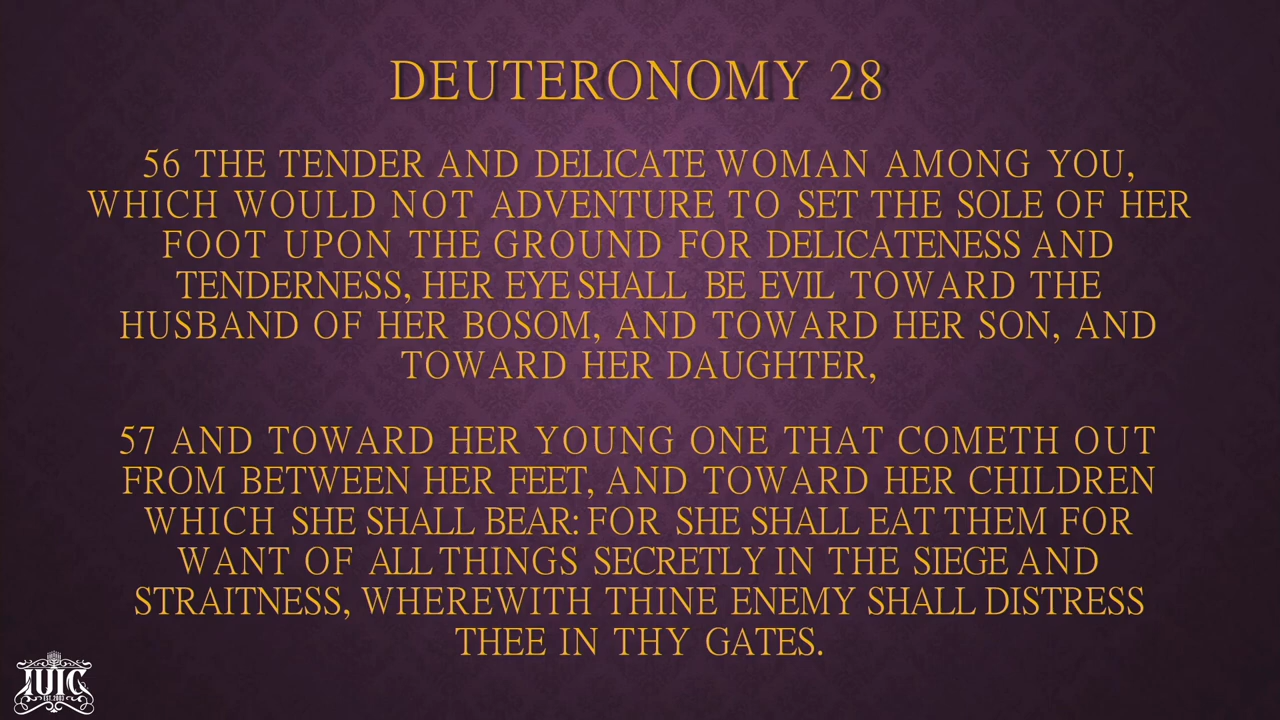 DEUTERONOMY 28
56 THE TENDER AND DELICATE WOMAN AMONG YOU,
WHICH WOULD NOT ADVENTURE TO SET THE SOLE OF HER
FOOT UPON THE GROUND FOR DELICATENESS AND
TENDERNESS, HER EYE SHALL BE EVIL TOWARD THE
HUSBAND OF HER BOSOM, AND TOWARD HER SON, AND
TOWARD HER DAUGHTER,
57 AND TOWARD HER YOUNG ONE THAT COMETH OUT
FROM BETWEEN HER FEET, AND TOWARD HER CHILDREN
WHICH SHE SHALL BEAR: FOR SHE SHALL EAT THEM FOR
WANT OF ALL THINGS SECRETLY IN THE SIEGE AND
STRAITNESS, WHEREWITH THINE ENEMY SHALL DISTRESS
THEE IN THY GATES.
IUIC
EST. 2003